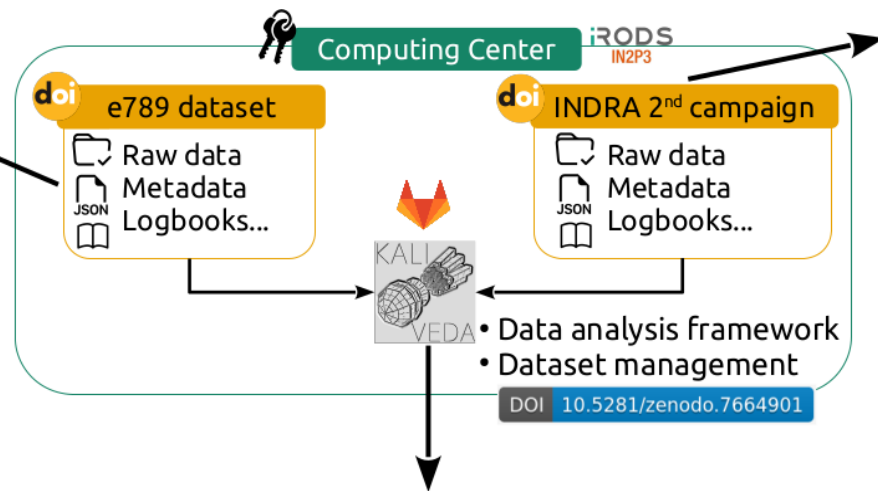 Computing Center
iRODS
IN2P3
doi
e789 dataset
Raw data
Metadata
JSON
Logbooks...
doi
INDRA 2nd campaign
Raw data
Metadata
JSON
Logbooks...
KALI
VEDA
• Data analysis framework
• Dataset management
DOI 10.5281/zenodo.7664901